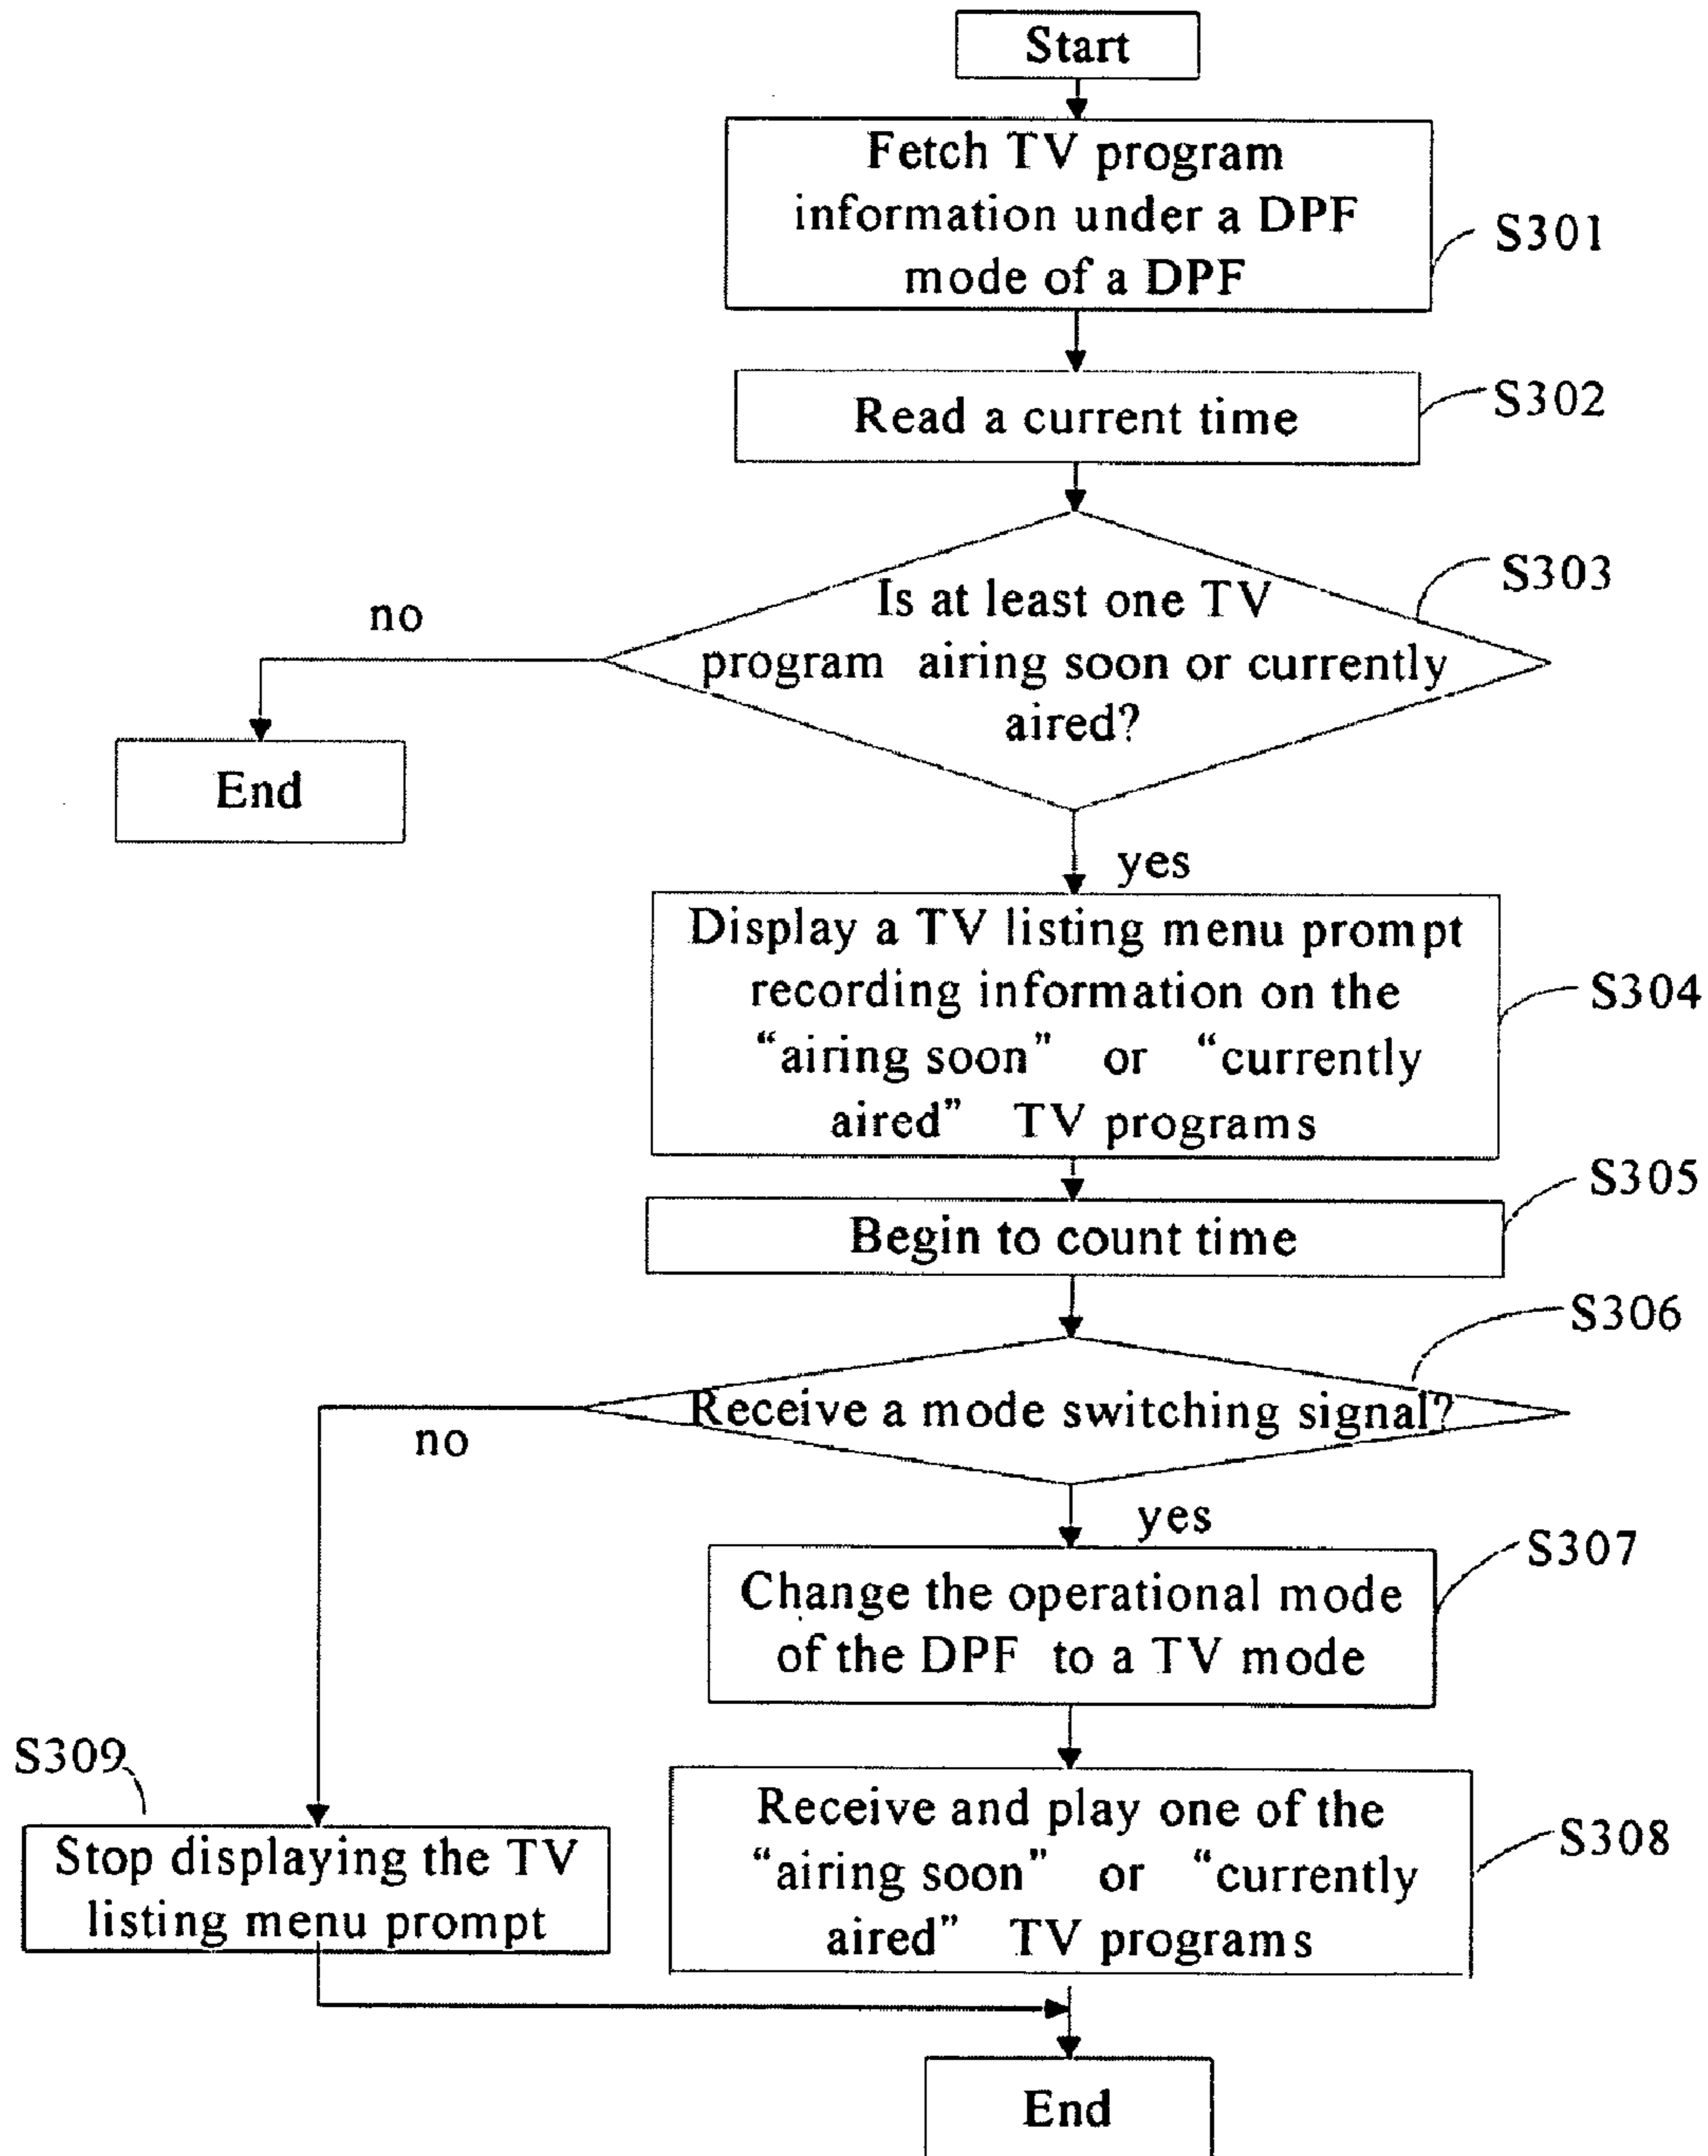 Start
Fetch TV program
information under a DPF
mode of a DPF
S301
Read a current time
S302
Is at least one TV
program airing soon or currently
aired?
S303
no
End
yes
Display a TV listing menu prompt
recording information on the
“airing soon” or “currently
aired” TV programs
S304
Begin to count time
S305
Receive a mode switching signal?
S306
no
yes
Change the operational mode
of the DPF to a TV mode
S307
S309
Stop displaying the TV
listing menu prompt
Receive and play one of the
“airing soon” or “currently
aired” TV programs
S308
End